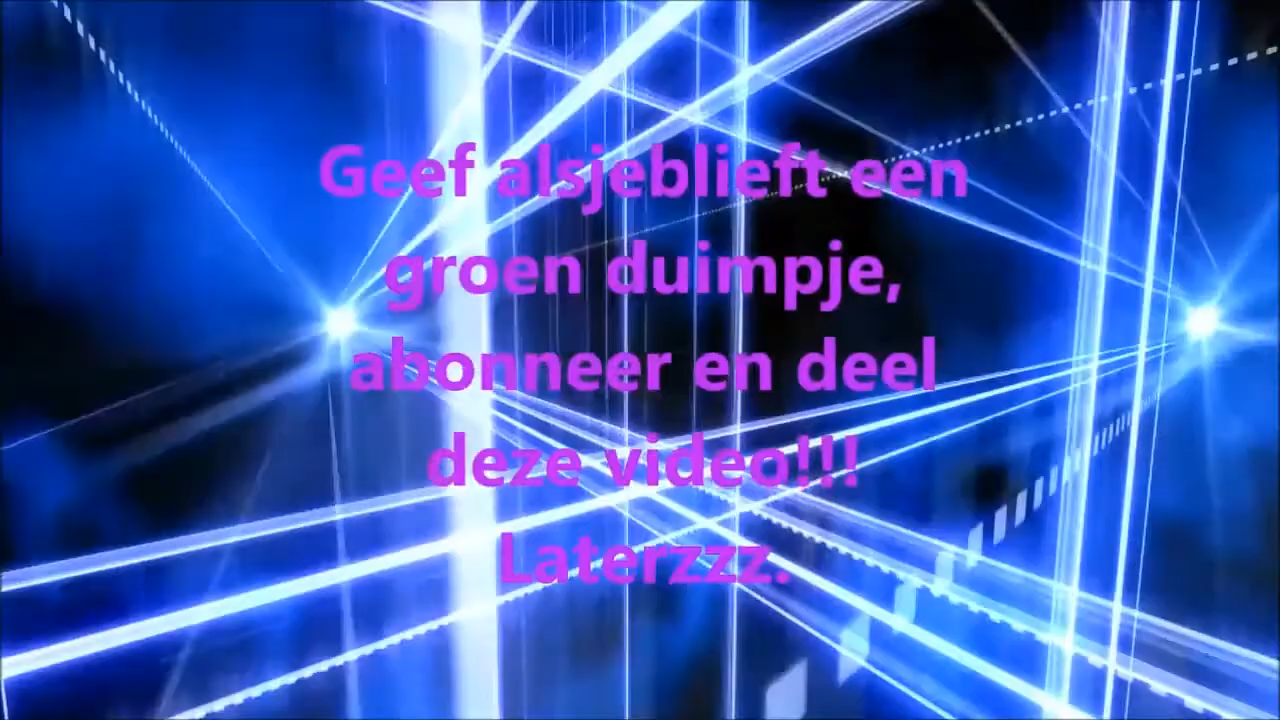 Geef alsjeblieft een
groen duimpje,
abonneer en deel
deze video!!!
Laterzzz.